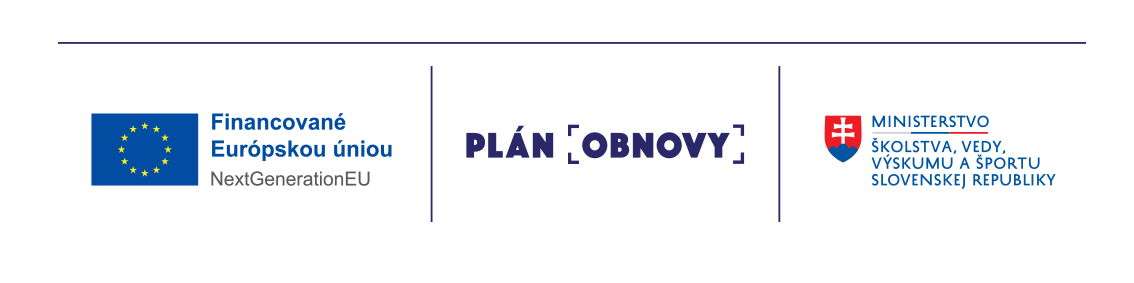 Financované
Európskou úniou
NextGenerationEU
PLÁN [OBNOVY]
MINISTERSTVO
ŠKOLSTVA, VEDY,
VÝSKUMU A ŠPORTU
SLOVENSKEJ REPUBLIKY